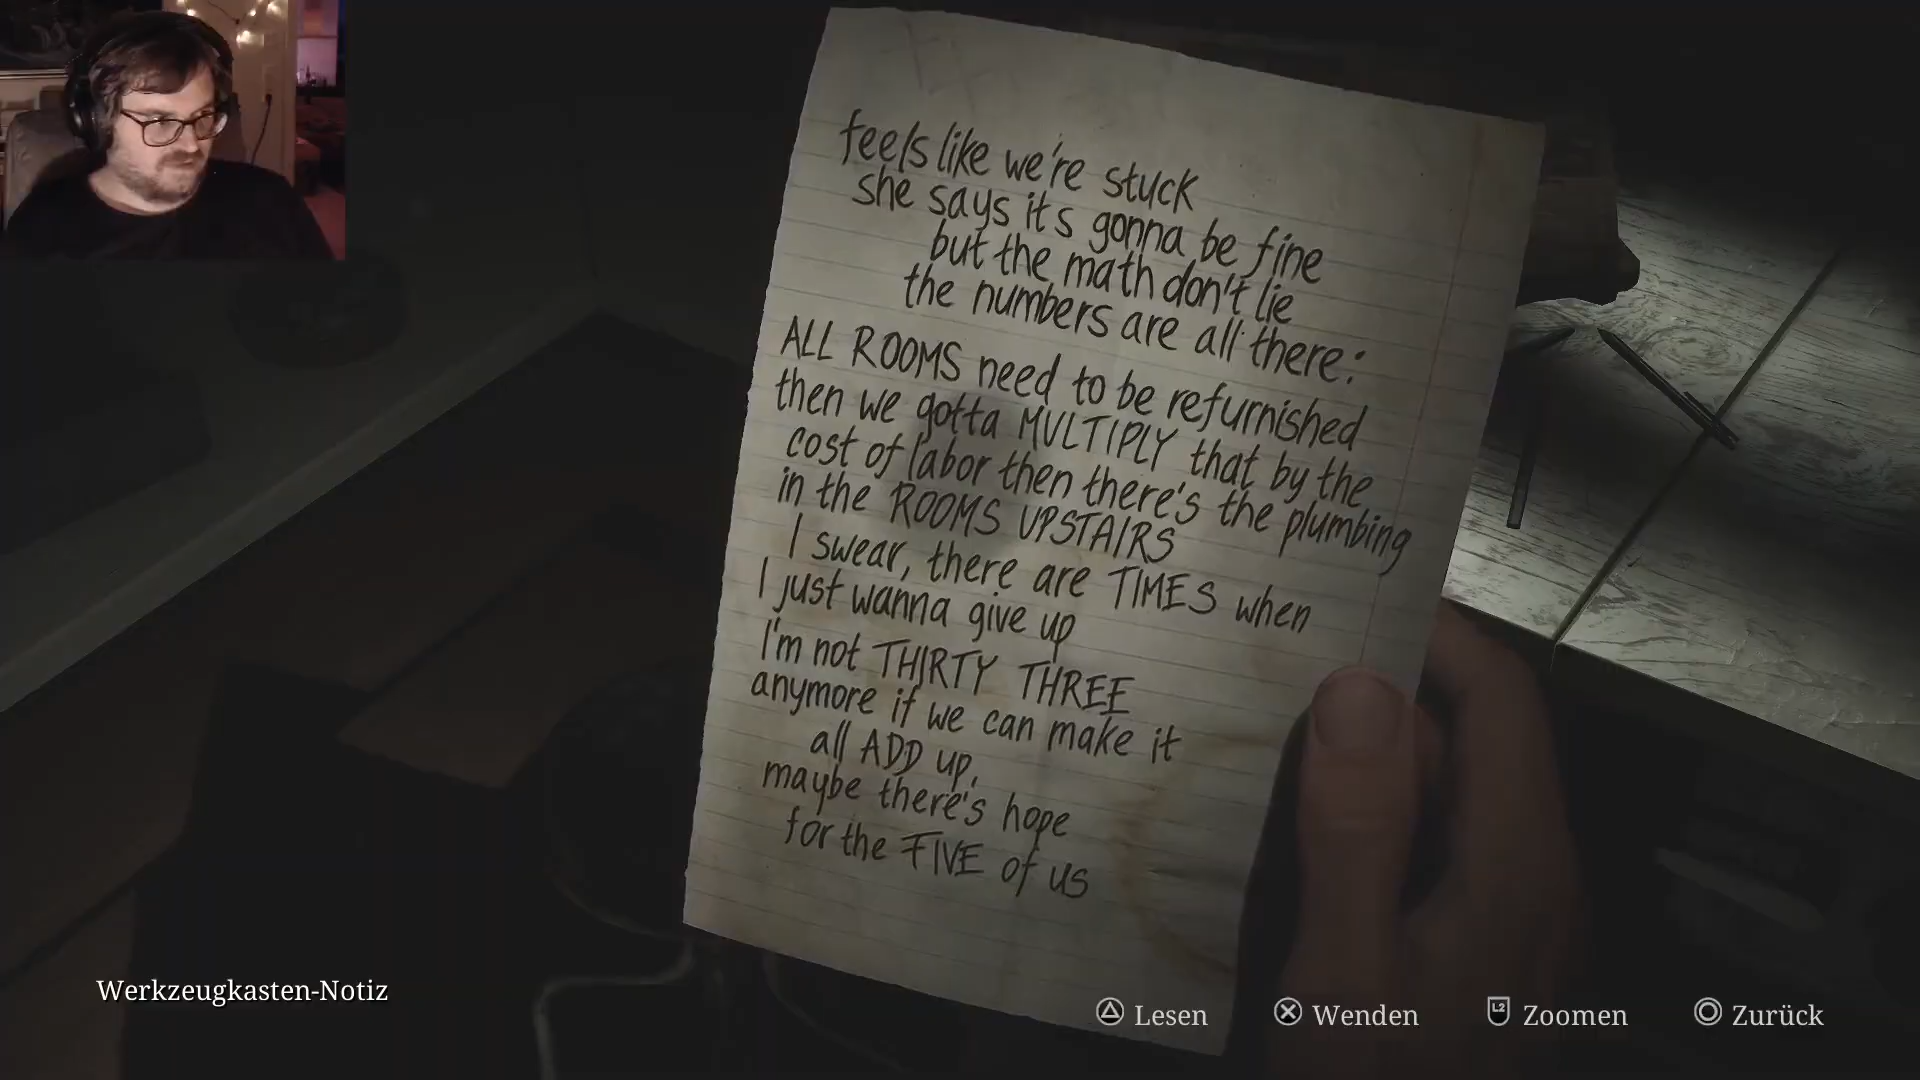 feels like we're stuck
she says its gonna be fine
but the math don't lie
the numbers are all there:
ALL ROOMS need to be refurnished
then we gotta MULTIPLY that by the
cost of labor then there's the plumbing
in the ROOMS UPSTAIRS
I swear, there are TIMES when
I just wanna give up
I'm not THIRTY THREE
anymore if we can make it
all ADD up,
maybe there's hope
for the FIVE of us
Werkzeugkasten-Notiz
Lesen
Wenden
L2 Zoomen
Zurück